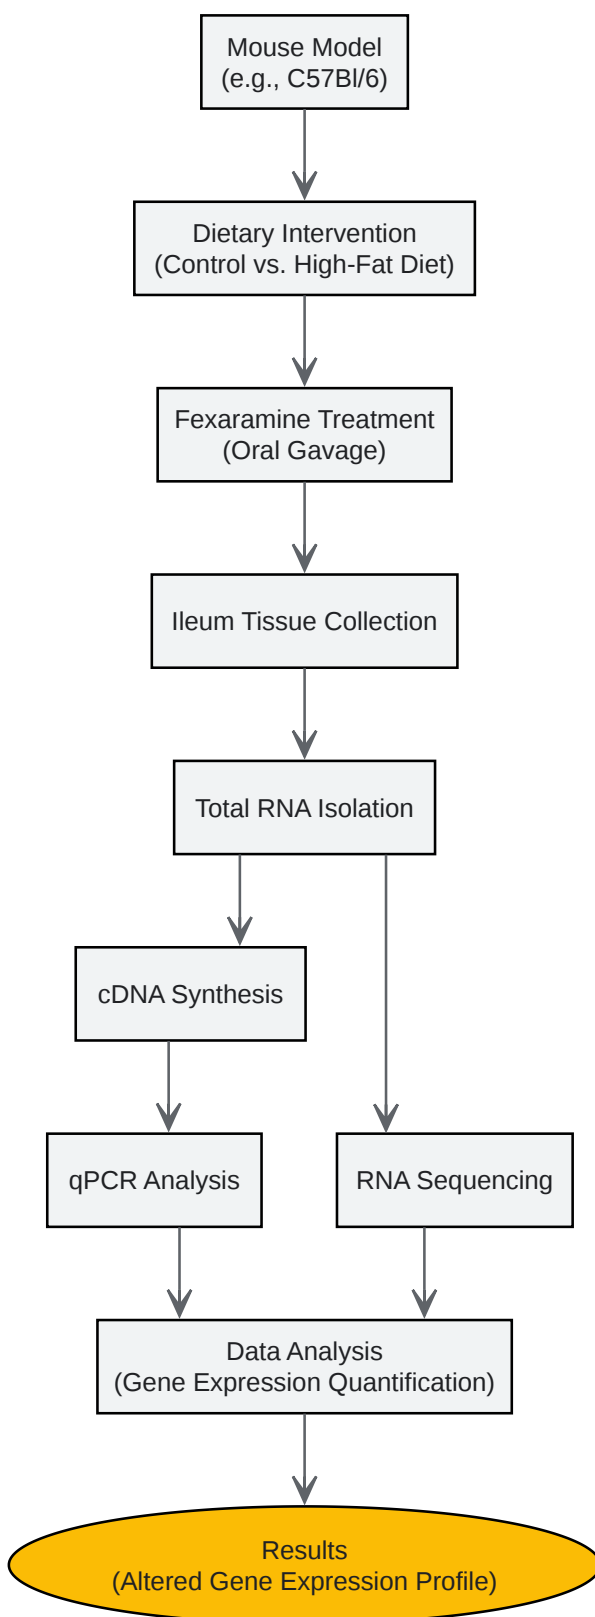 Mouse Model
(e.g., C57Bl/6)
Dietary Intervention
(Control vs. High-Fat Diet)
Fexaramine Treatment
(Oral Gavage)
Ileum Tissue Collection
Total RNA Isolation
cDNA Synthesis
qPCR Analysis
RNA Sequencing
Data Analysis
(Gene Expression Quantification)
Results
(Altered Gene Expression Profile)